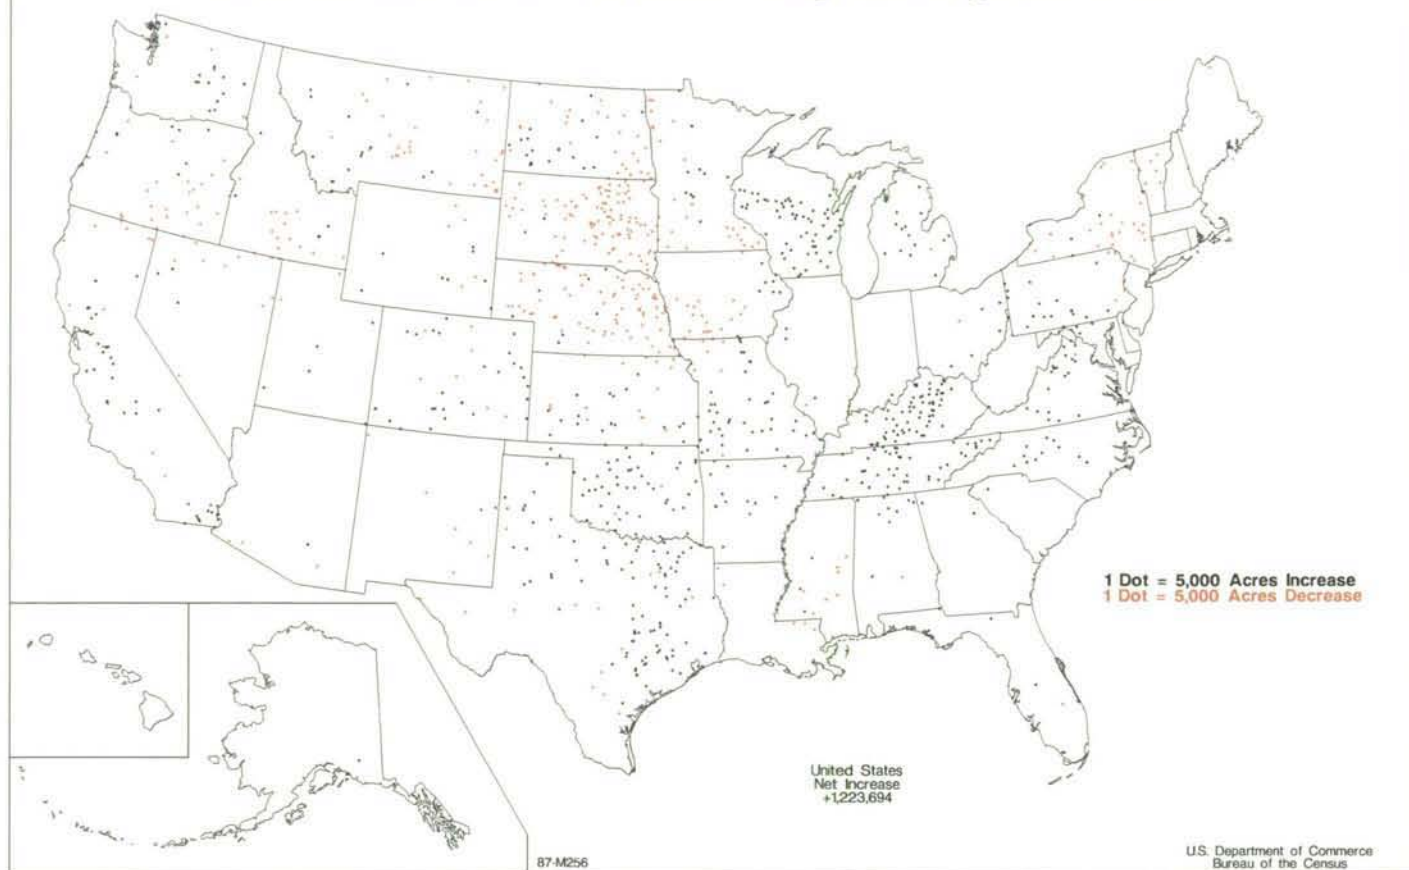 1 Dot = 5,000 Acres Increase
1 Dot = 5,000 Acres Decrease
United States
Net Increase
+1,223,694
87-M256
U.S. Department of Commerce
Bureau of the Census